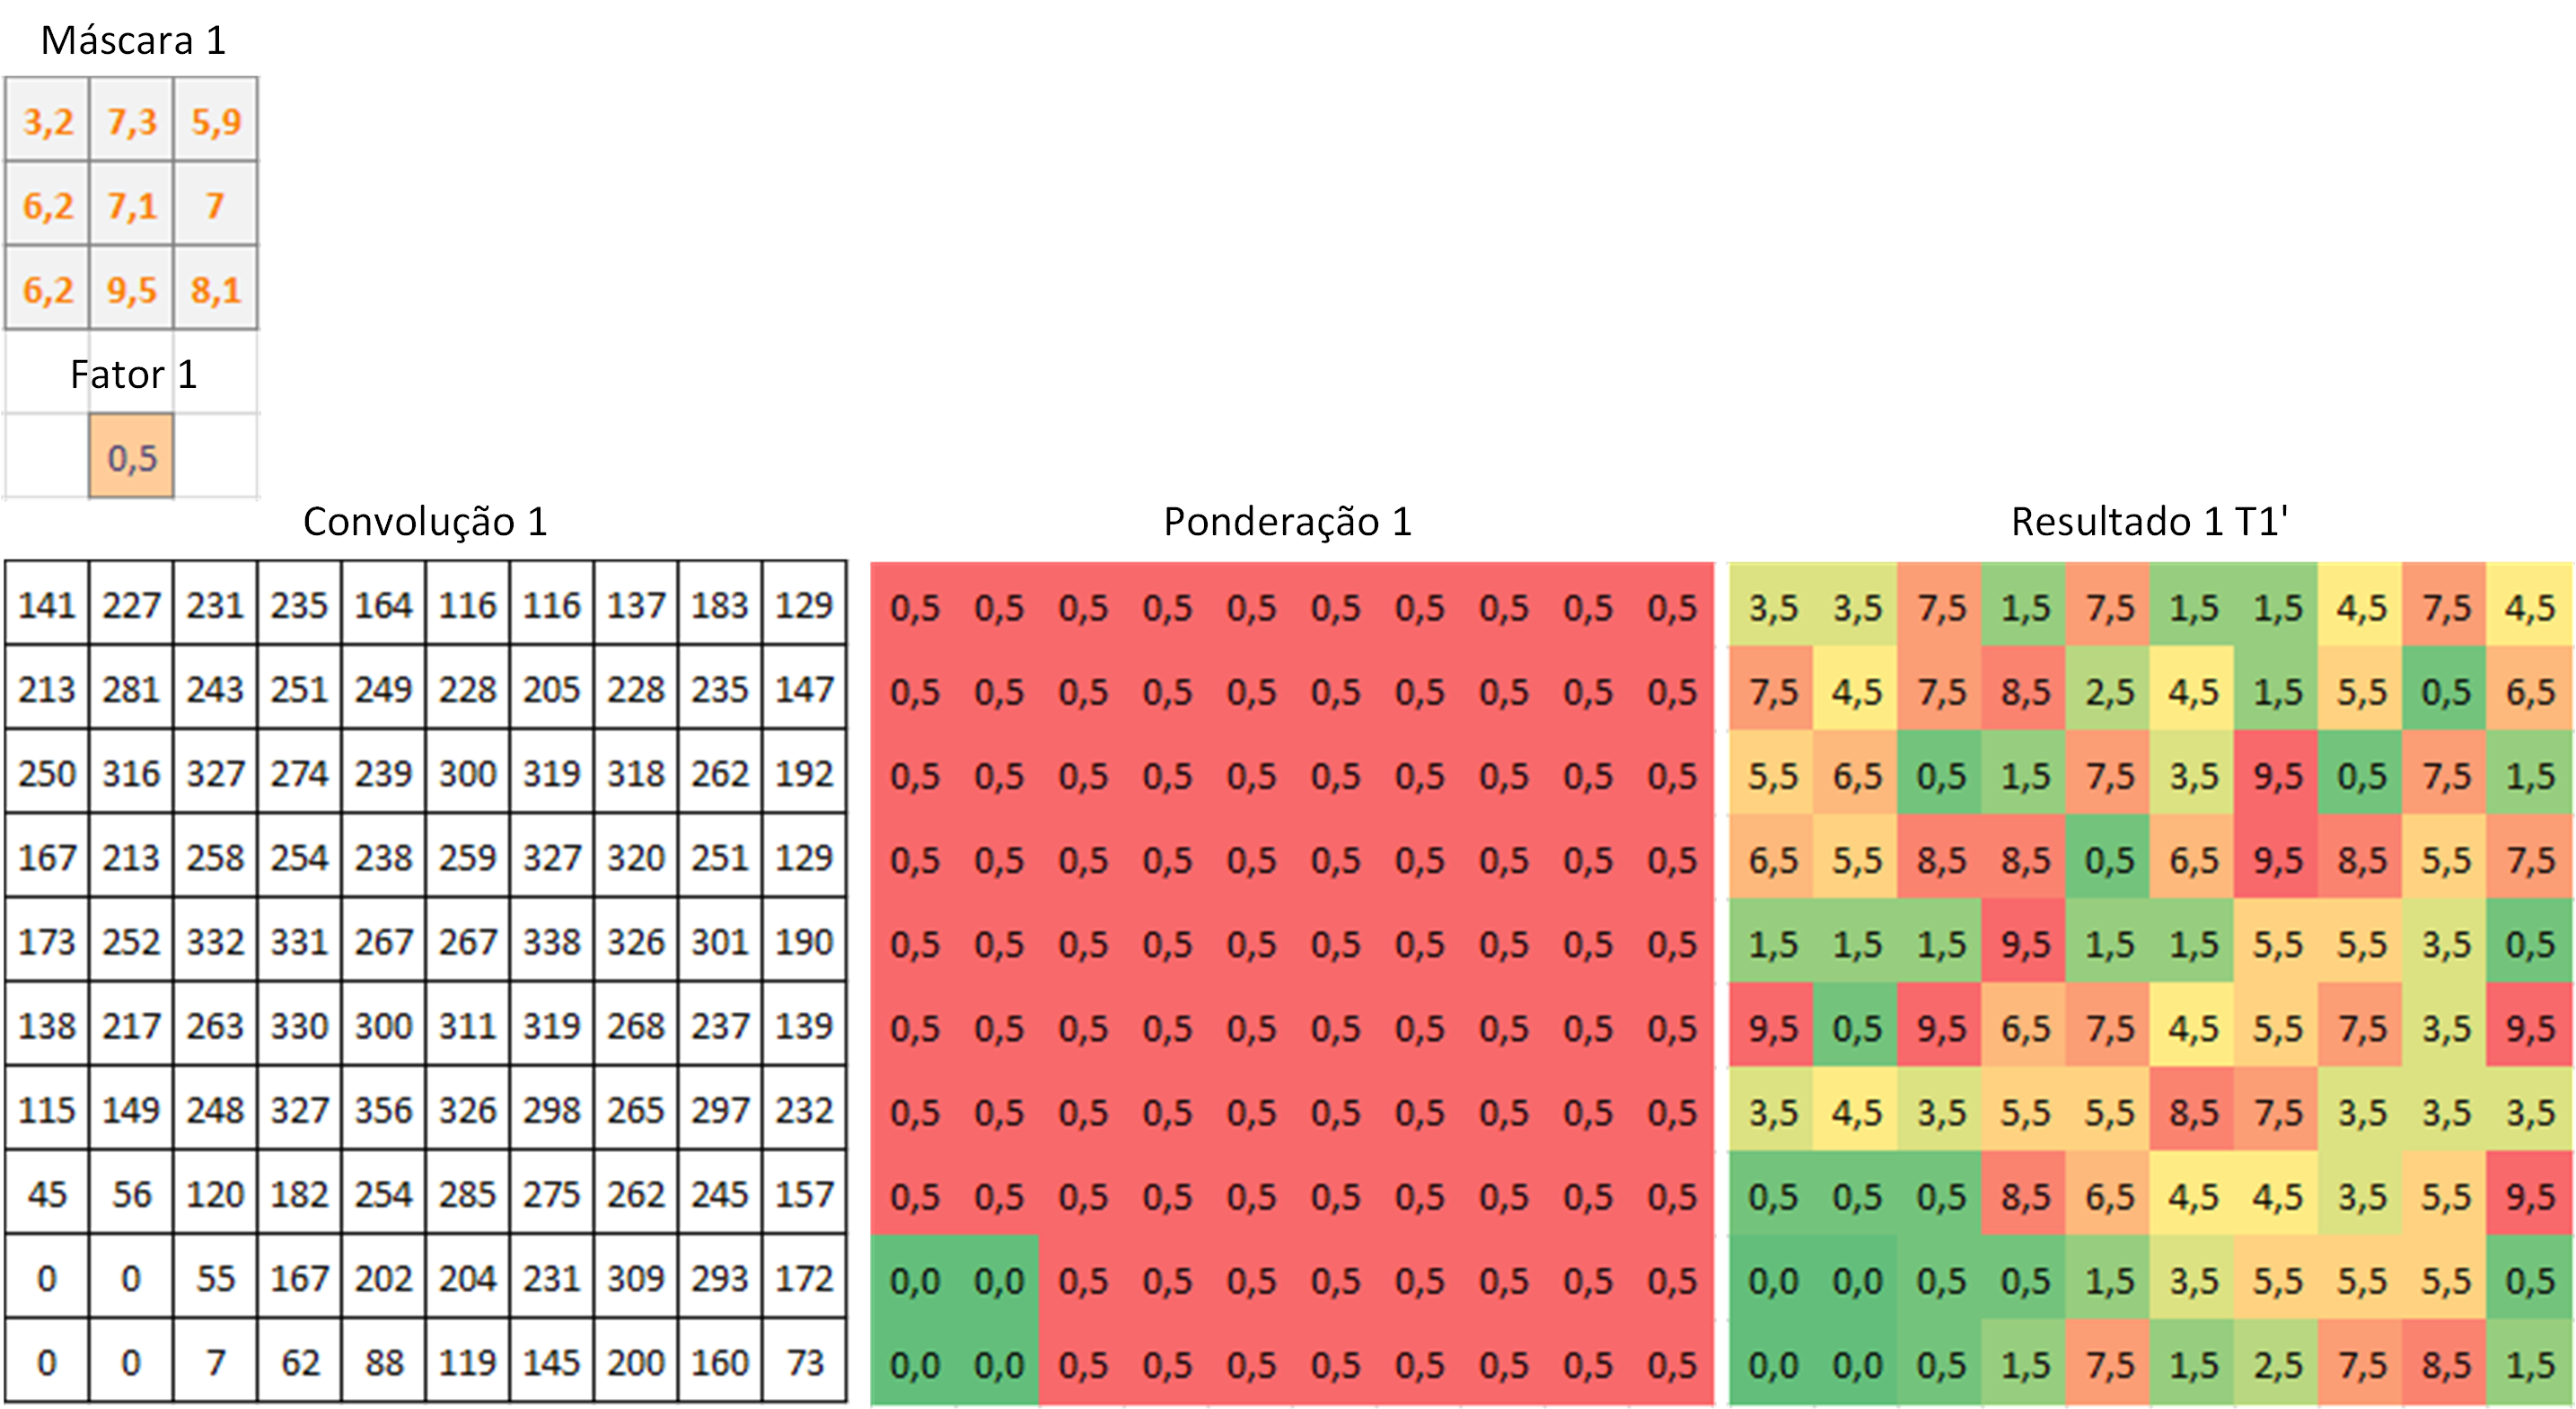 Máscara 1
3,2 7,3 5,9
6,2 7,1 7
6,2 9,5 8,1
Fator 1
0,5
Convolução 1
141 227 231 235 164 116 116 137 183 129
213 281 243 251 249 228 205 228 235 147
250 316 327 274 239 300 319 318 262 192
167 213 258 254 238 259 327 320 251 129
173 252 332 331 267 267 338 326 301 190
138 217 263 330 300 311 319 268 237 139
115 149 248 327 356 326 298 265 297 232
45 56 120 182 254 285 275 262 245 157
0 0 55 167 202 204 231 309 293 172
0 0 7 62 88 119 145 200 160 73
Ponderação 1
0,5 0,5 0,5 0,5 0,5 0,5 0,5 0,5 0,5 0,5
0,5 0,5 0,5 0,5 0,5 0,5 0,5 0,5 0,5 0,5
0,5 0,5 0,5 0,5 0,5 0,5 0,5 0,5 0,5 0,5
0,5 0,5 0,5 0,5 0,5 0,5 0,5 0,5 0,5 0,5
0,5 0,5 0,5 0,5 0,5 0,5 0,5 0,5 0,5 0,5
0,5 0,5 0,5 0,5 0,5 0,5 0,5 0,5 0,5 0,5
0,5 0,5 0,5 0,5 0,5 0,5 0,5 0,5 0,5 0,5
0,5 0,5 0,5 0,5 0,5 0,5 0,5 0,5 0,5 0,5
0,0 0,0 0,5 0,5 0,5 0,5 0,5 0,5 0,5 0,5
0,0 0,0 0,5 0,5 0,5 0,5 0,5 0,5 0,5 0,5
Resultado 1 T1'
3,5 3,5 7,5 1,5 7,5 1,5 1,5 4,5 7,5 4,5
7,5 4,5 7,5 8,5 2,5 4,5 1,5 5,5 0,5 6,5
5,5 6,5 0,5 1,5 7,5 3,5 9,5 0,5 7,5 1,5
6,5 5,5 8,5 8,5 0,5 6,5 9,5 8,5 5,5 7,5
1,5 1,5 1,5 9,5 1,5 1,5 5,5 5,5 3,5 0,5
9,5 0,5 9,5 6,5 7,5 4,5 5,5 7,5 3,5 9,5
3,5 4,5 3,5 5,5 5,5 8,5 7,5 3,5 3,5 3,5
0,5 0,5 0,5 8,5 6,5 4,5 4,5 3,5 5,5 9,5
0,0 0,0 0,5 0,5 1,5 3,5 5,5 5,5 5,5 0,5
0,0 0,0 0,5 1,5 7,5 1,5 2,5 7,5 8,5 1,5